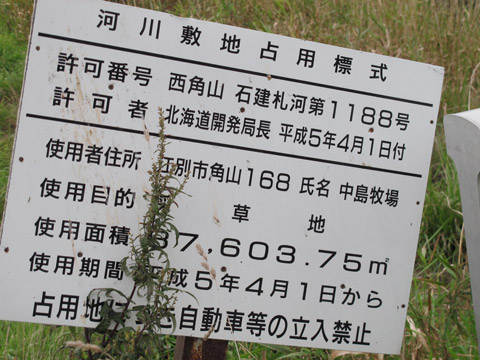 河川敷地占用標式
許可番号 西角山 石建札河第1188号
許可者 北海道開発局長 平成5年4月1日付
使用者住所 江別市角山168 氏名 中島牧場
使用目的 草地
使用面積 37,603.75㎡
使用期間 平成5年4月1日から
占用地 自動車等の立入禁止